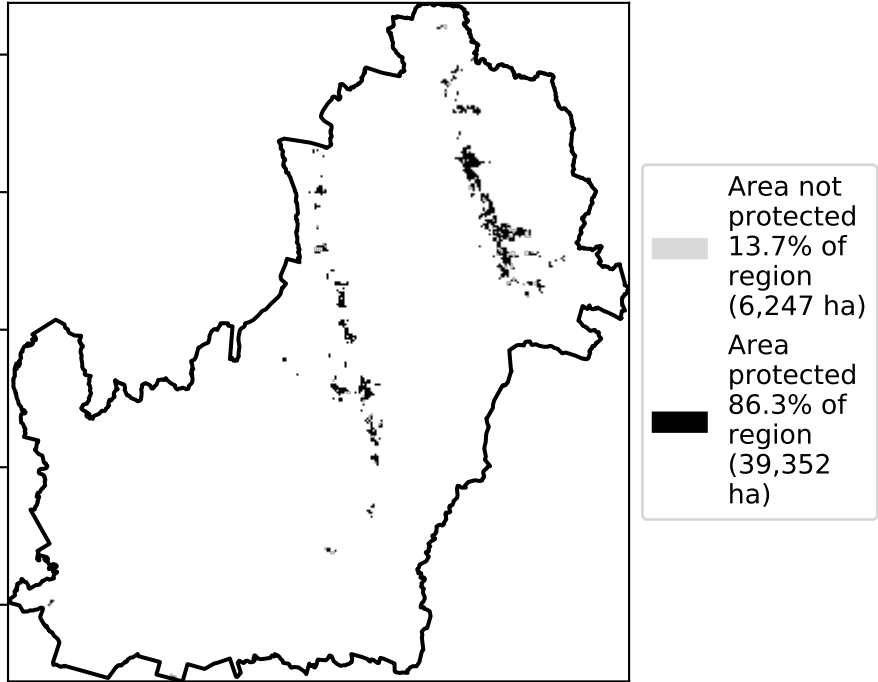 Area not
protected
13.7% of
region
(6,247 ha)
Area
protected
86.3% of
region
(39,352
ha)